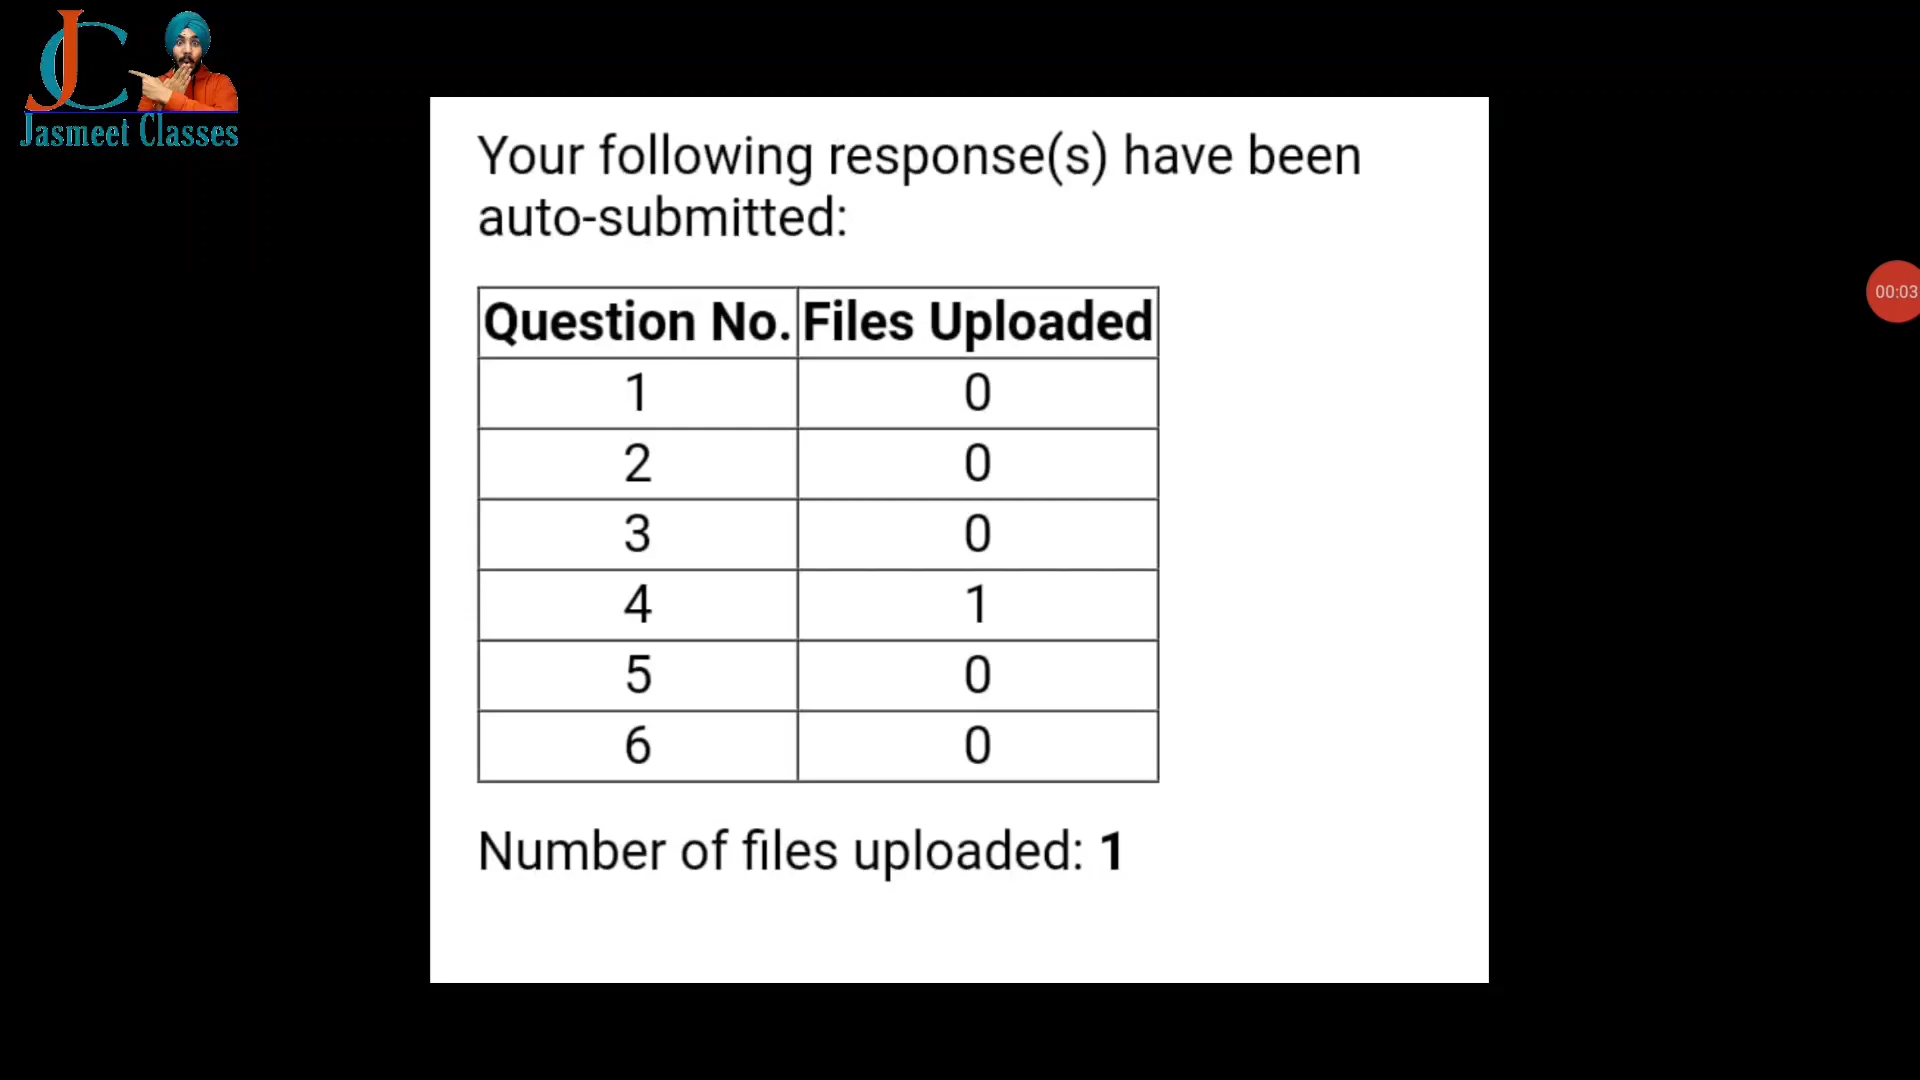 JC
Jasmeet Classes
Your following response(s) have been
auto-submitted:
Question No. Files Uploaded
1 0
2 0
3 0
4 1
5 0
6 0
Number of files uploaded: 1
00:03